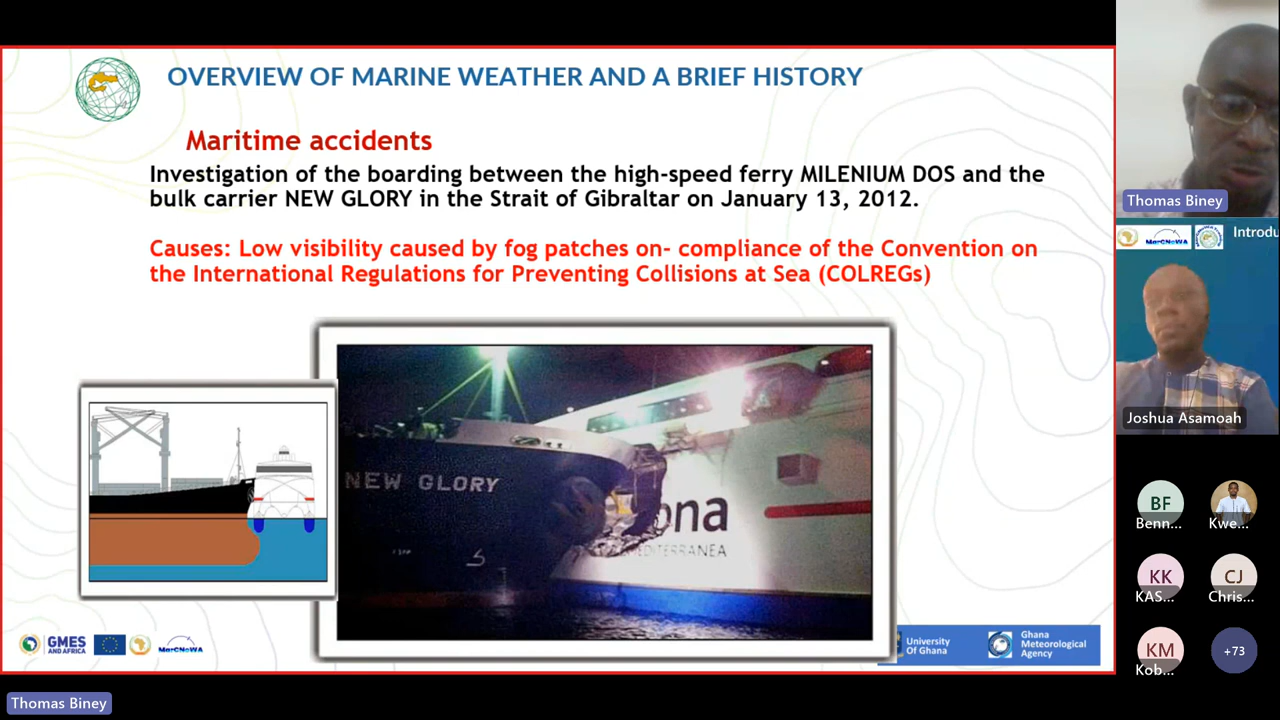 OVERVIEW OF MARINE WEATHER AND A BRIEF HISTORY
Maritime accidents
Investigation of the boarding between the high-speed ferry MILENIUM DOS and the
bulk carrier NEW GLORY in the Strait of Gibraltar on January 13, 2012.
Causes: Low visibility caused by fog patches on- compliance of the Convention on
the International Regulations for Preventing Collisions at Sea (COLREGs)
NEW GLORY
ona
MEDITERRANEA
GMES
AND AFRICA
MarCNoWA
University
Of Ghana
Ghana
Meteorological
Agency
Thomas Biney
Thomas Biney
MarCNoWA
Introdu
Joshua Asamoah
BF
Benn...
Kwe...
KK
KAS...
CJ
Chris...
KM
Kob...
+73